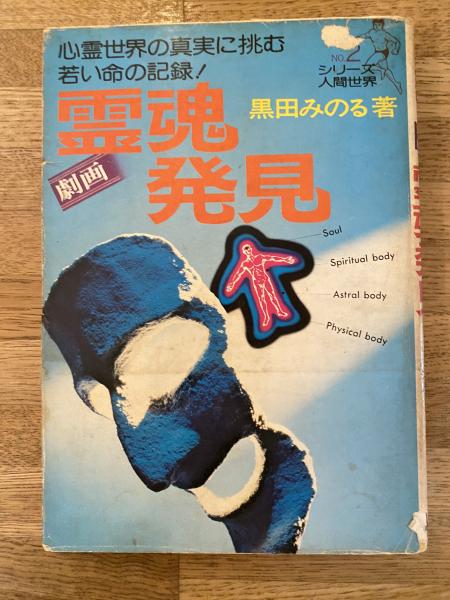 心霊世界の真実に挑む
若い命の記録!
NO.2
シリーズ
人間世界
霊魂
黒田みのる著
劇画
発見
Soul
Spiritual body
Astral body
Physical body